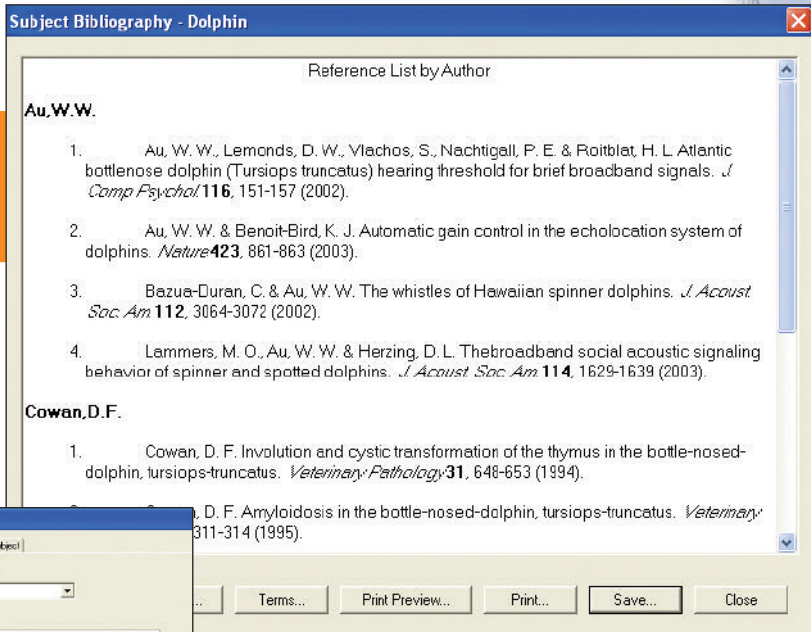 Subject Bibliography - Dolphin
Reference List by Author
Au,W.W.
1. Au, W. W., Lemonds, D. W., Vlachos, S., Nachtigall, P. E. & Roitblat, H. L. Atlantic
bottlenose dolphin (Tursiops truncatus) hearing threshold for brief broadband signals. J.
Comp Psychol. 116, 151-157 (2002).
2. Au, W. W. & Benoit-Bird, K. J. Automatic gain control in the echolocation system of
dolphins. Nature 423, 861-863 (2003).
3. Bazua-Duran, C. & Au, W. W. The whistles of Hawaiian spinner dolphins. J. Acoust.
Soc. Am. 112, 3064-3072 (2002).
4. Lammers, M. O., Au, W. W. & Herzing, D. L. Thebroadband social acoustic signaling
behavior of spinner and spotted dolphins. J. Acoust. Soc. Am. 114, 1629-1639 (2003).
Cowan,D.F.
1. Cowan, D. F. Involution and cystic transformation of the thymus in the bottle-nosed-
dolphin, tursiops-truncatus. Veterinary Pathology 31, 648-653 (1994).
D. F. Amyloidosis in the bottle-nosed-dolphin, tursiops-truncatus. Veterinary
311-314 (1995).
... Terms... Print Preview... Print... Save... Close